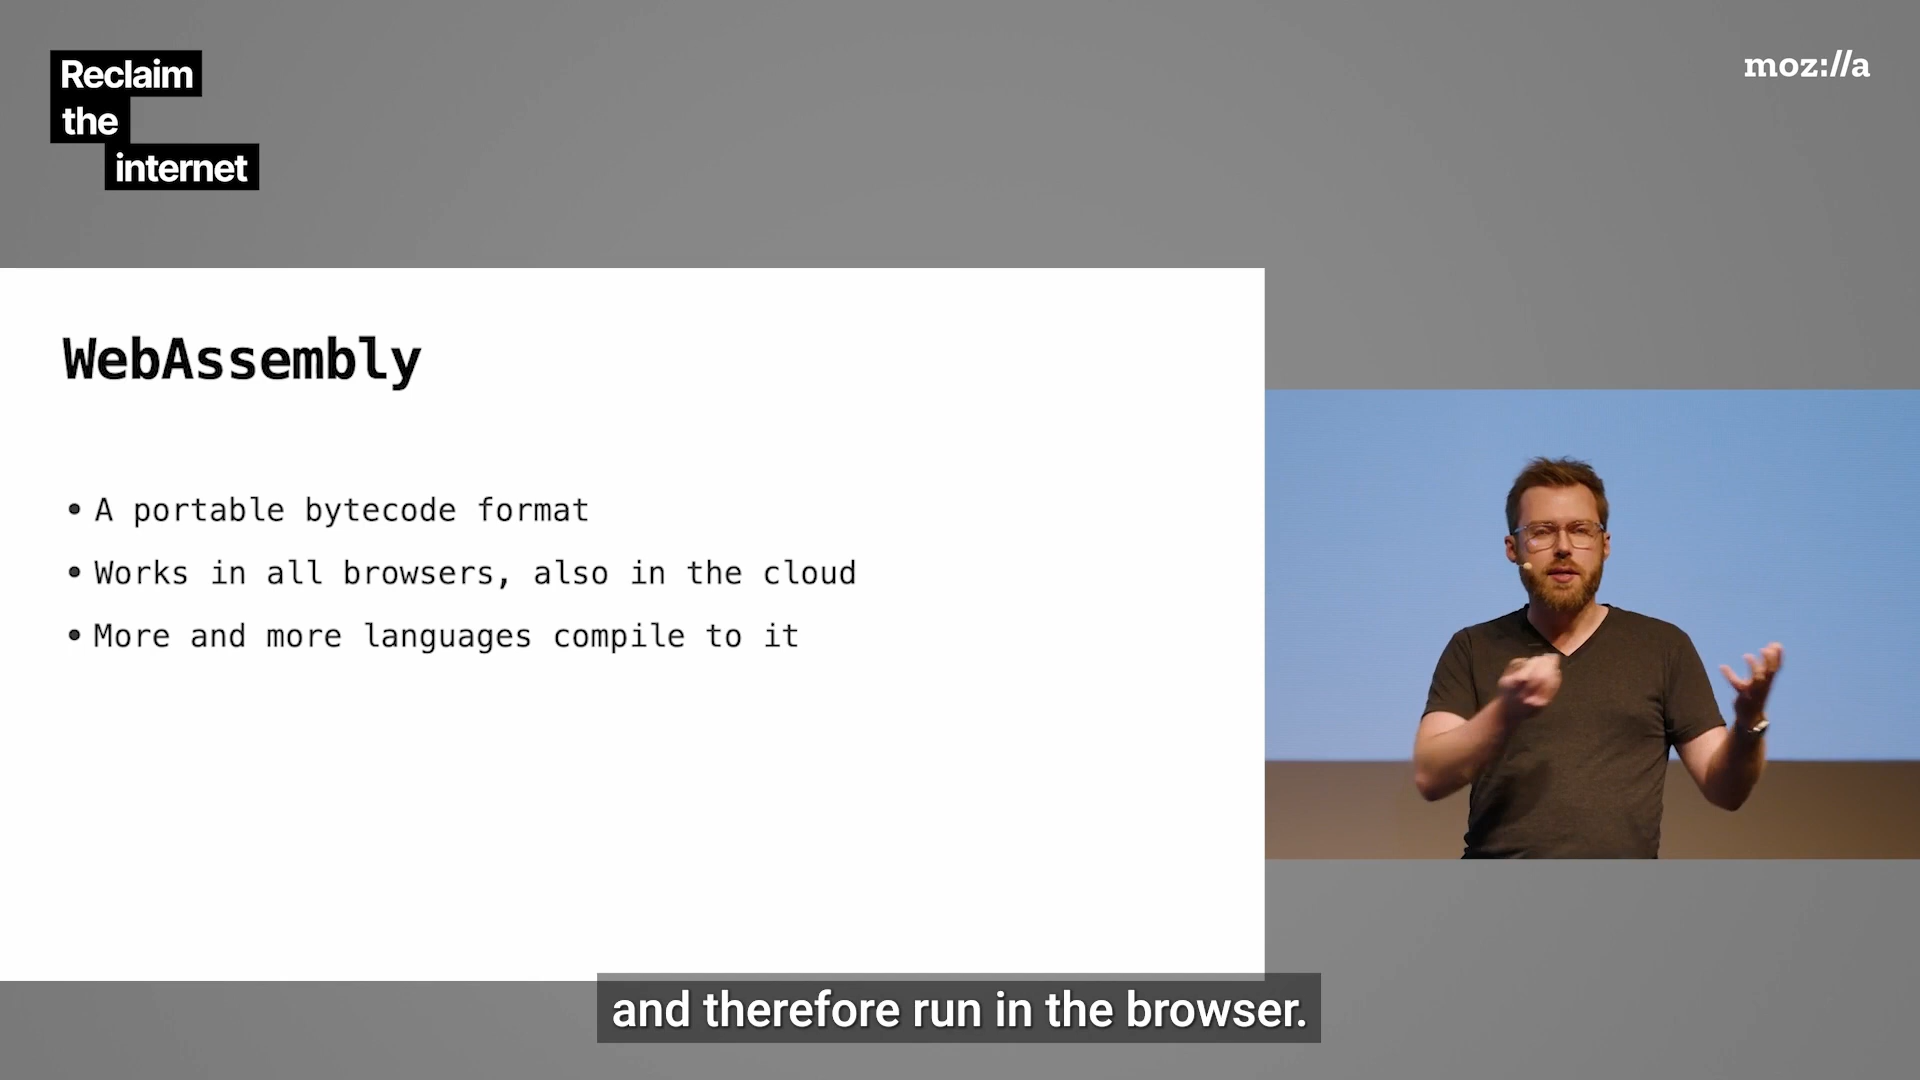 Reclaim
the
internet
moz://a
WebAssembly
• A portable bytecode format
• Works in all browsers, also in the cloud
• More and more languages compile to it
and therefore run in the browser.